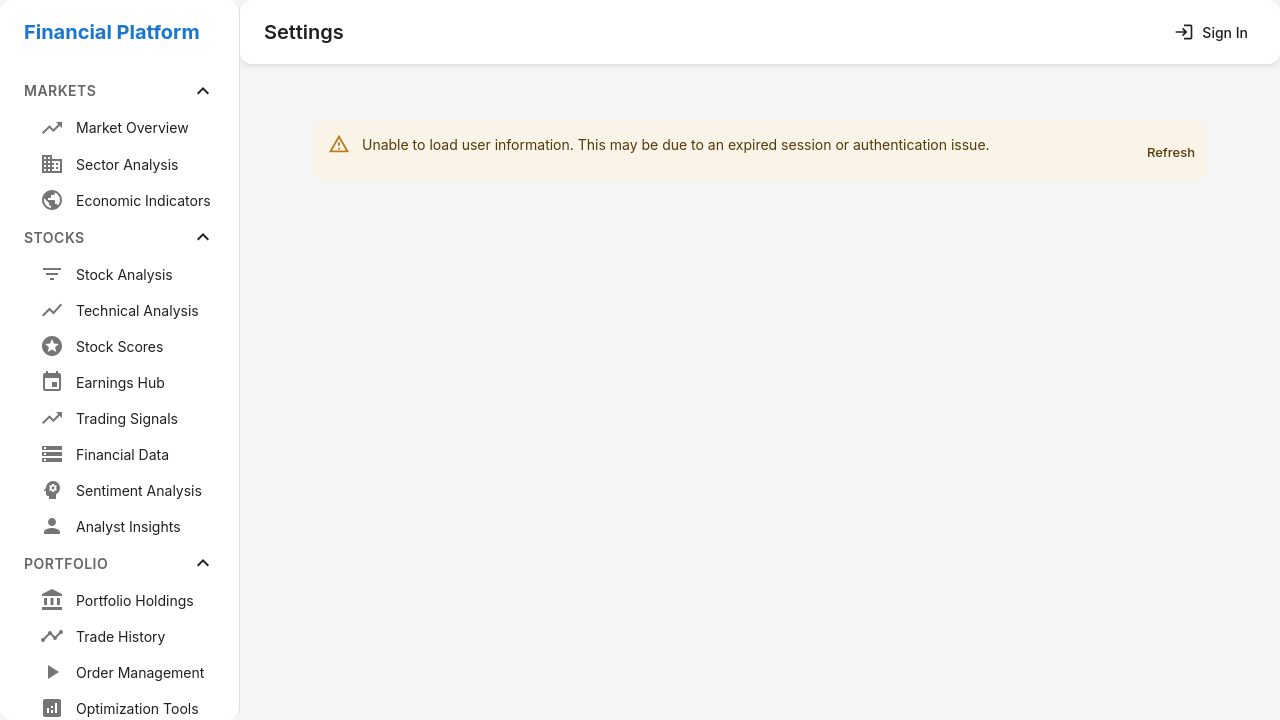 Financial Platform
Settings
Sign In
MARKETS
Market Overview
Sector Analysis
Economic Indicators
STOCKS
Stock Analysis
Technical Analysis
Stock Scores
Earnings Hub
Trading Signals
Financial Data
Sentiment Analysis
Analyst Insights
PORTFOLIO
Portfolio Holdings
Trade History
Order Management
Optimization Tools
Unable to load user information. This may be due to an expired session or authentication issue.
Refresh